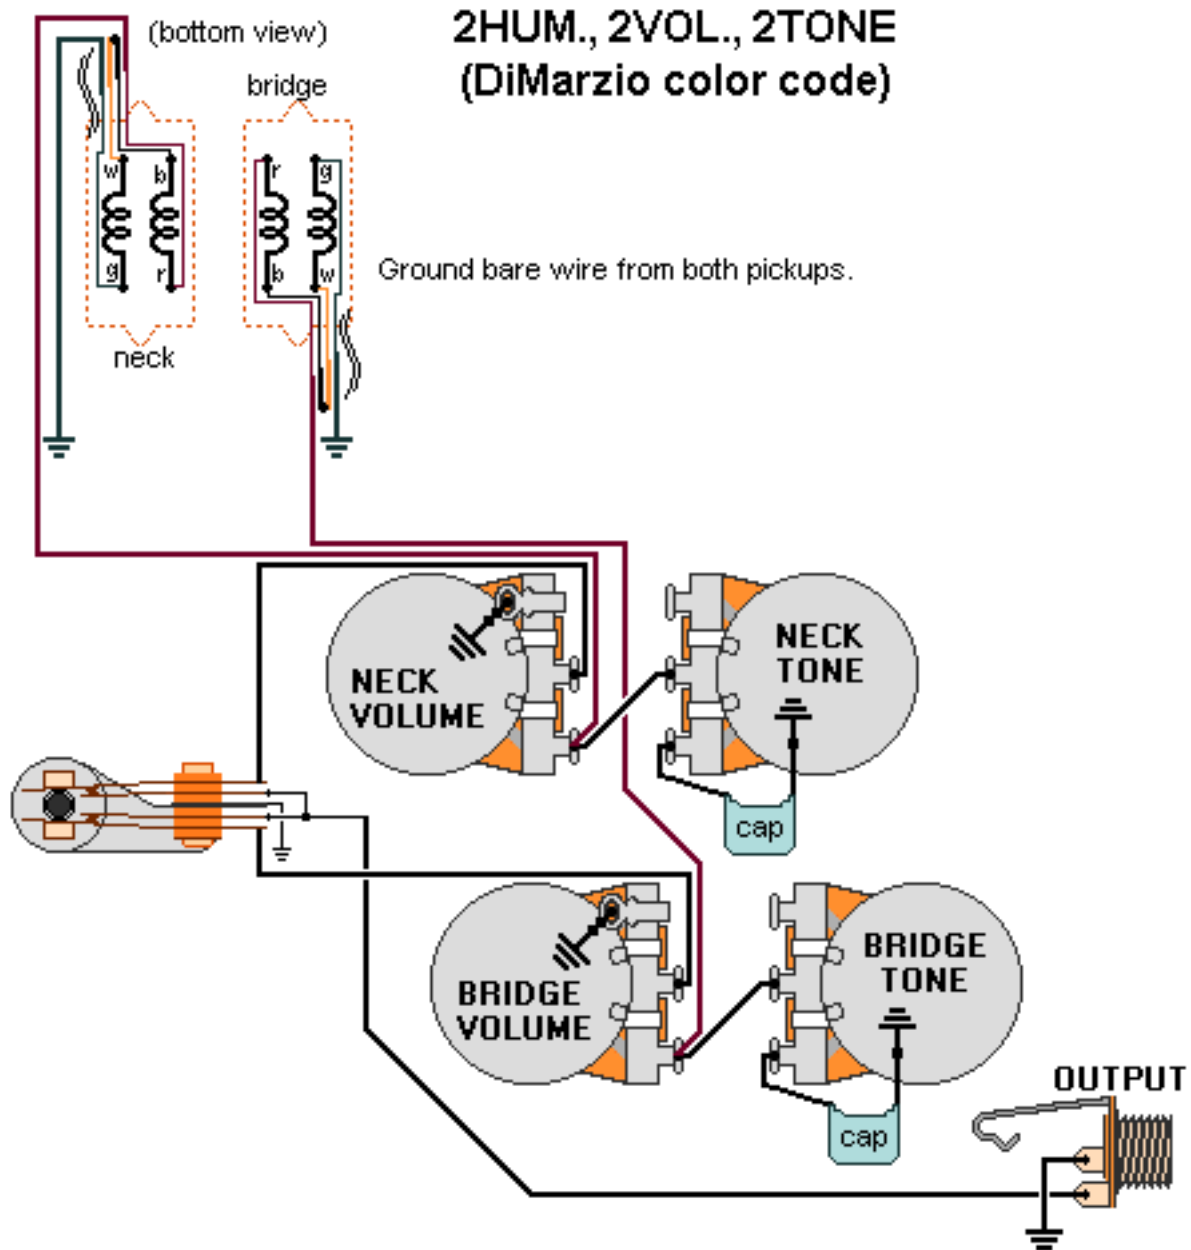 2HUM., 2VOL., 2TONE
(DiMarzio color code)
(bottom view)
bridge
w b
g r
r g
b w
neck
Ground bare wire from both pickups.
NECK
VOLUME
NECK
TONE
cap
BRIDGE
VOLUME
BRIDGE
TONE
cap
OUTPUT